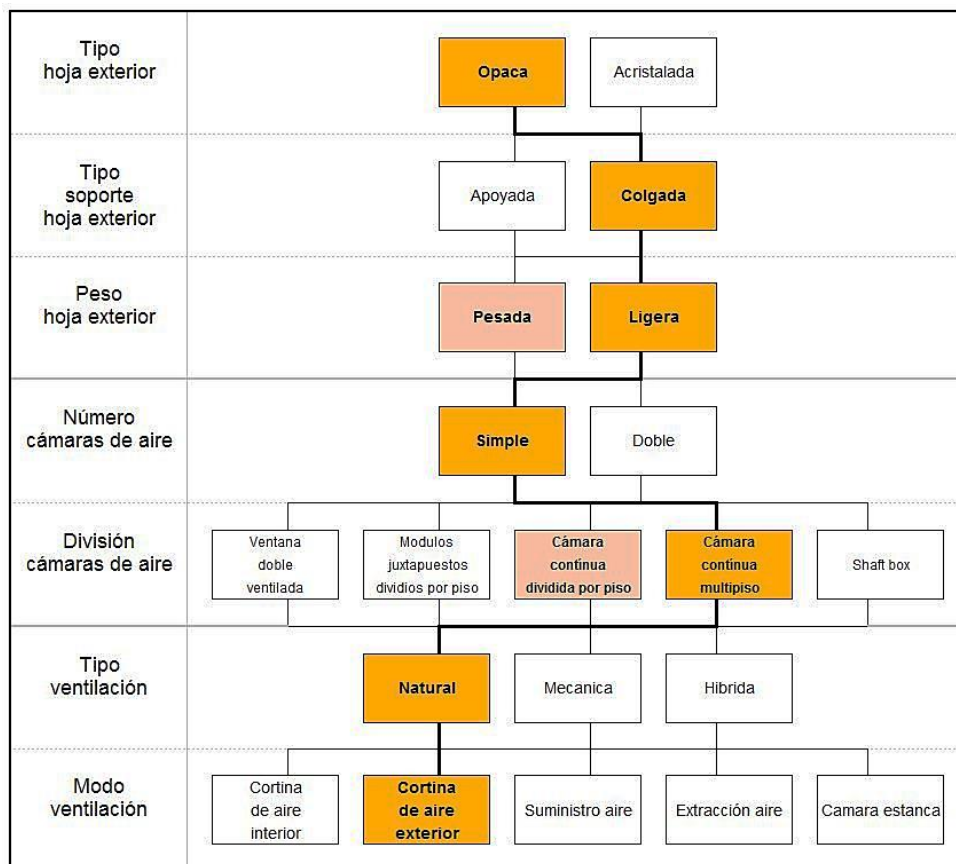 Tipo
hoja exterior
Opaca
Acristalada
Tipo
soporte
hoja exterior
Apoyada
Colgada
Peso
hoja exterior
Pesada
Ligera
Número
cámaras de aire
Simple
Doble
División
cámaras de aire
Ventana
doble
ventilada
Modulos
juxtapuestos
dividios por piso
Cámara
contínua
dividida por piso
Cámara
contínua
multipiso
Shaft box
Tipo
ventilación
Natural
Mecanica
Hibrida
Modo
ventilación
Cortina
de aire
interior
Cortina
de aire
exterior
Suministro aire
Extracción aire
Camara estanca